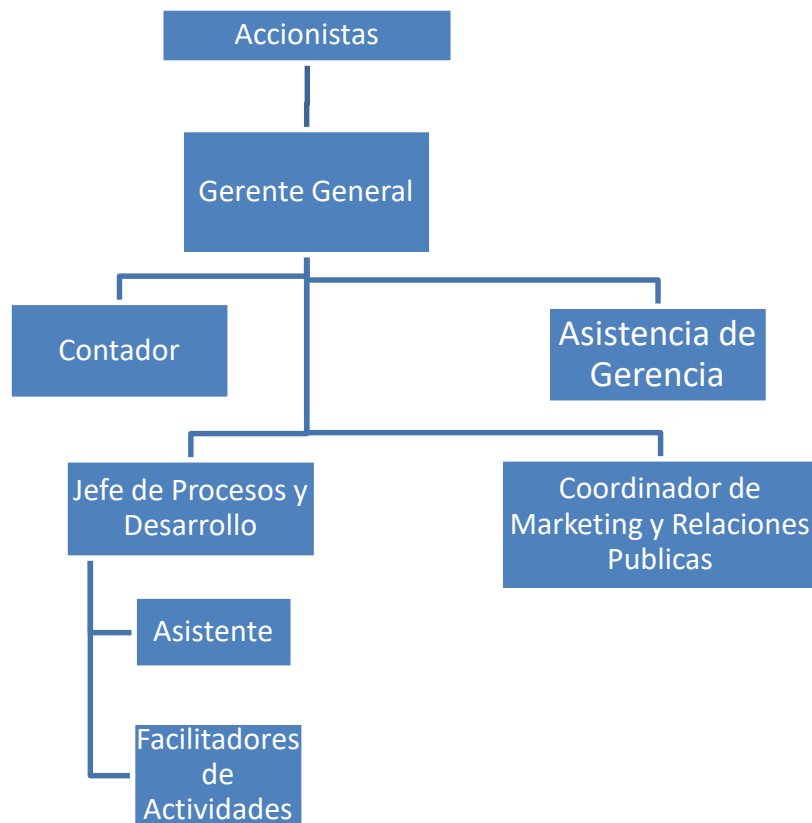 Accionistas
Gerente General
Contador
Asistencia de
Gerencia
Jefe de Procesos y
Desarrollo
Coordinador de
Marketing y Relaciones
Publicas
Asistente
Facilitadores
de
Actividades